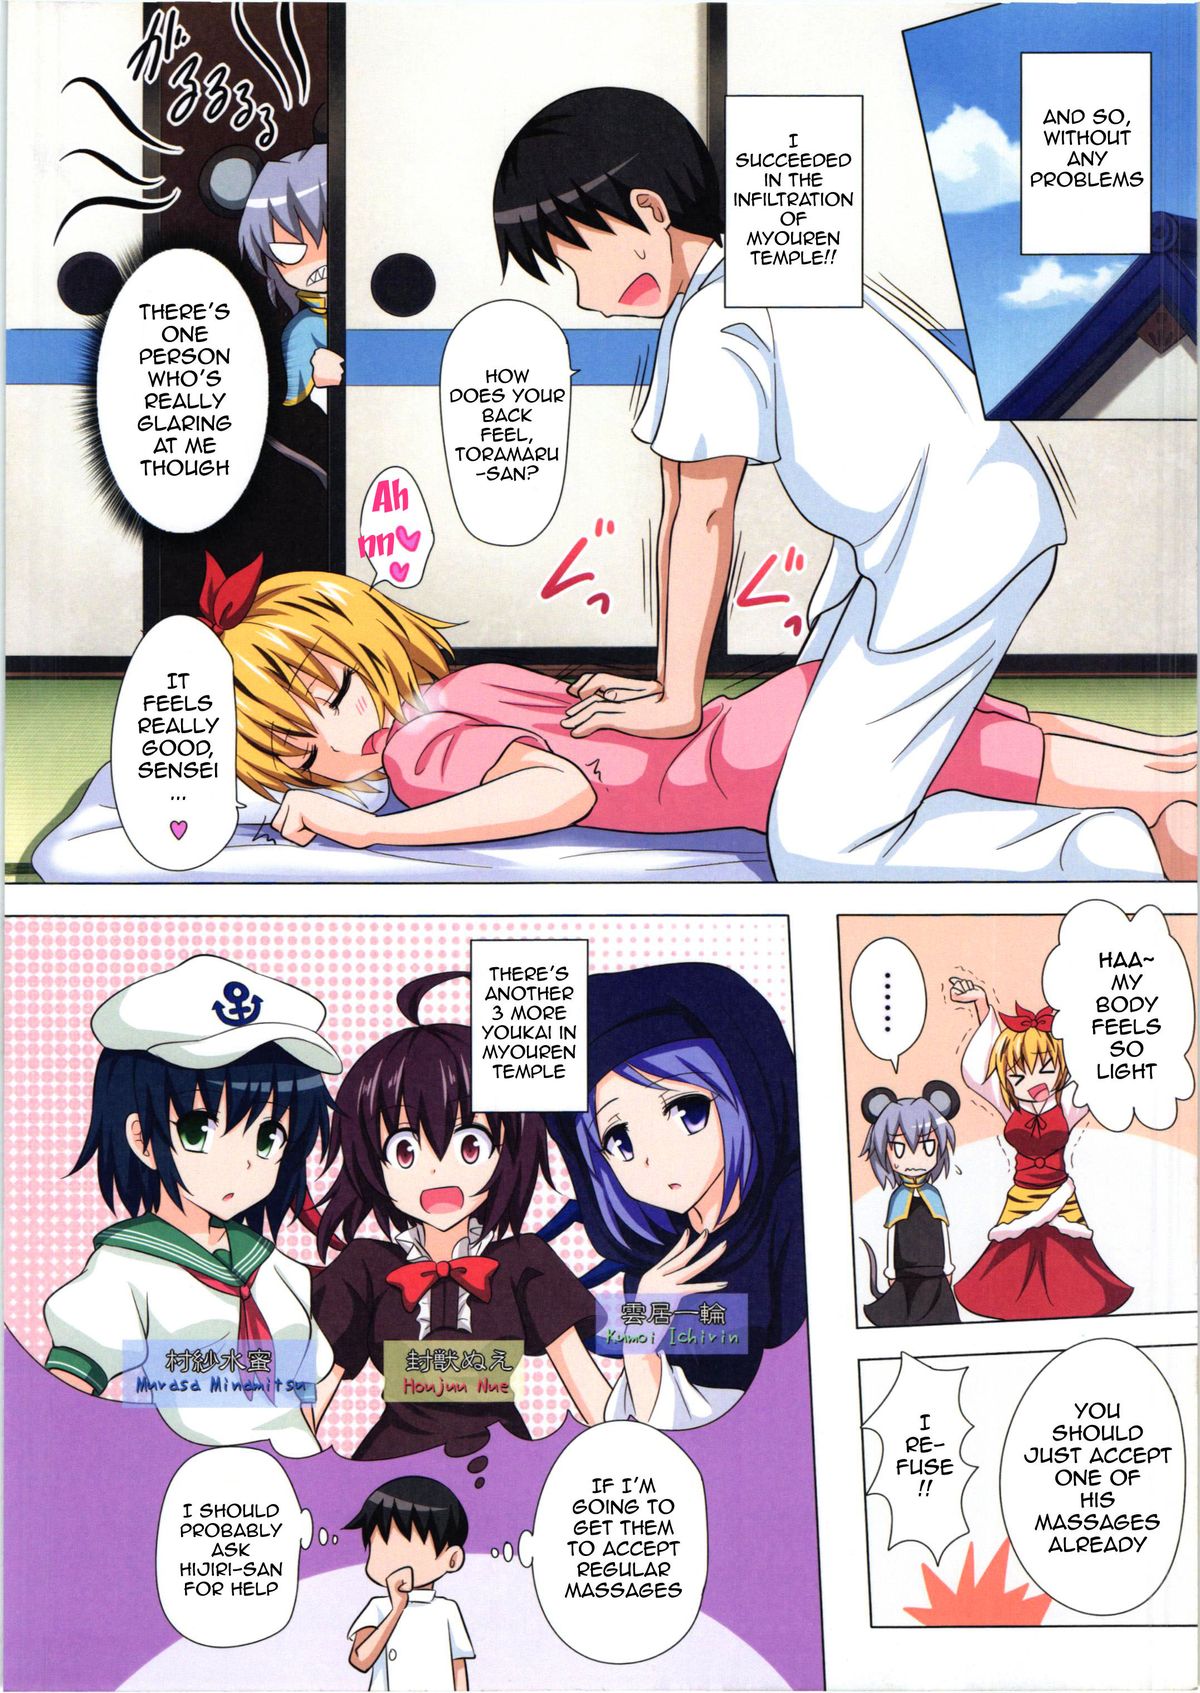 AND SO,
WITHOUT
ANY
PROBLEMS
I
SUCCEEDED
IN THE
INFILTRATION
OF
MYOUREN
TEMPLE!!
HOW
DOES YOUR
BACK
FEEL,
TORAMARU
-SAN?
がるるるる
THERE'S
ONE
PERSON
WHO'S
REALLY
GLARING
AT ME
THOUGH
Ah
nn♥
♥
ぐっ
ぐっ
IT
FEELS
REALLY
GOOD,
SENSEI
...
♥
HAA~
MY
BODY
FEELS
SO
LIGHT
......
YOU
SHOULD
JUST ACCEPT
ONE OF
HIS
MASSAGES
ALREADY
I
RE-
FUSE!!
THERE'S
ANOTHER
3 MORE
YOUKAI IN
MYOUREN
TEMPLE
雲居一輪
Kumoi Ichirin
封獣ぬえ
Houjuu Nue
村紗水蜜
Murasa Minamitsu
IF I'M
GOING TO
GET THEM
TO ACCEPT
REGULAR
MASSAGES
I SHOULD
PROBABLY
ASK
HIJIRI-SAN
FOR HELP